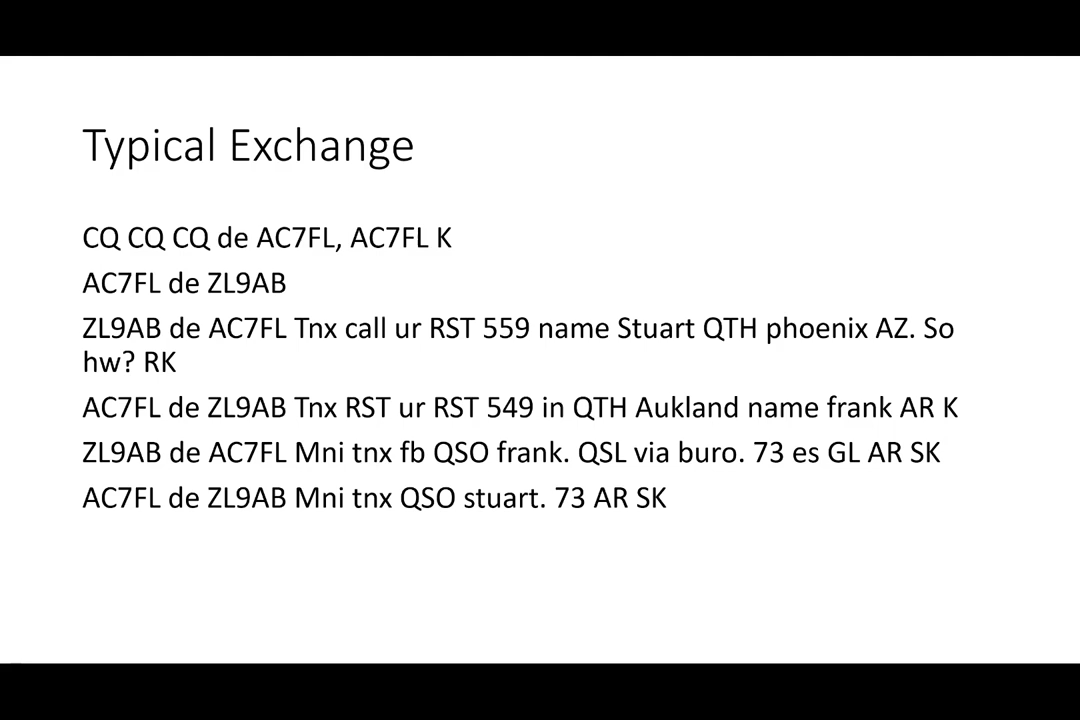 Typical Exchange
CQ CQ CQ de AC7FL, AC7FL K
AC7FL de ZL9AB
ZL9AB de AC7FL Tnx call ur RST 559 name Stuart QTH phoenix AZ. So
hw? RK
AC7FL de ZL9AB Tnx RST ur RST 549 in QTH Aukland name frank AR K
ZL9AB de AC7FL Mni tnx fb QSO frank. QSL via buro. 73 es GL AR SK
AC7FL de ZL9AB Mni tnx QSO stuart. 73 AR SK